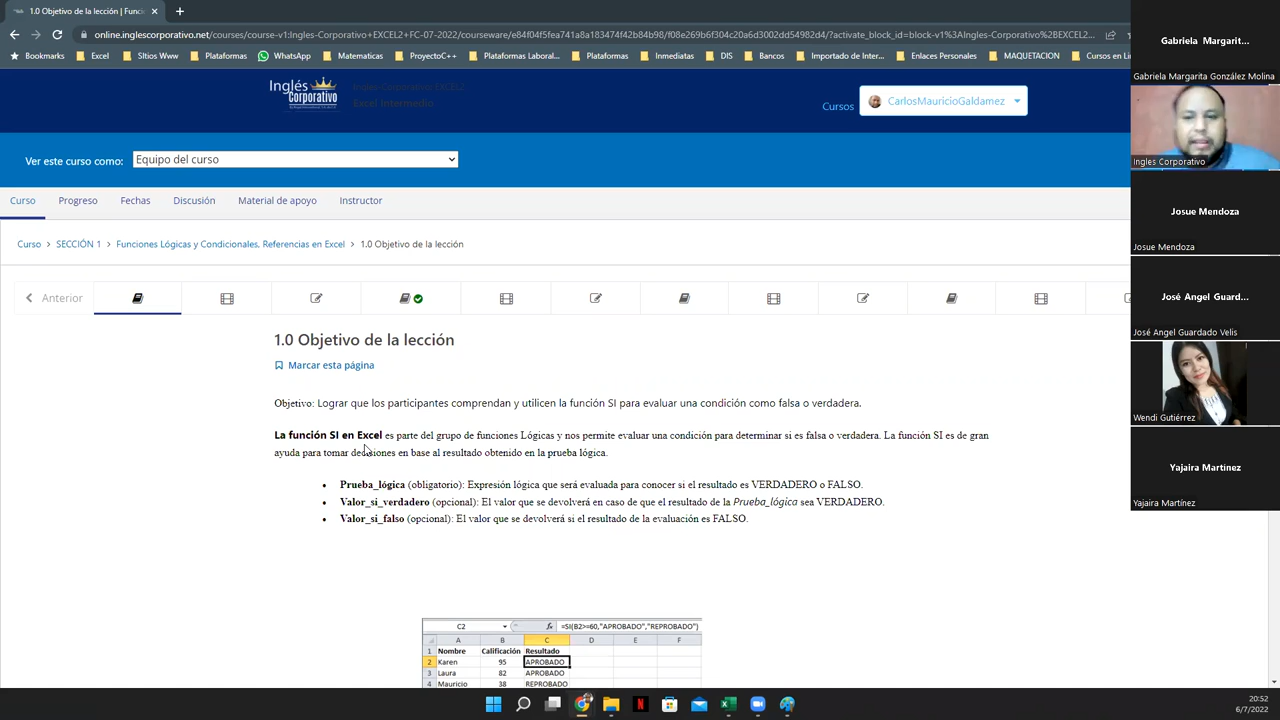 1.0 Objetivo de la lección | Func
online.inglescorporativo.net/courses/course-v1:Ingles-Corporativo+EXCEL2+FC-07-2022/courseware/e84f04f5fea741a8a183474f42b84b98/f08e269b6f304c20a6d3002dd54982d4/?activate_block_id=block-v1%3AIngles-Corporativo%2BEXCEL2...
Bookmarks
Excel
Sitios Www
Plataformas
WhatsApp
Matematicas
ProyectoC++
Plataformas Laboral...
Plataformas
Inmediatas
DIS
Bancos
Importado de Inter...
Enlaces Personales
MAQUETACION
Cursos en Lí
Inglés
Corporativo
Ingles-Corporativo EXCEL2
Excel Intermedio
Cursos
CarlosMauricioGaldamez
Ver este curso como:
Equipo del curso
Curso
Progreso
Fechas
Discusión
Material de apoyo
Instructor
Curso > SECCIÓN 1 > Funciones Lógicas y Condicionales, Referencias en Excel > 1.0 Objetivo de la lección
Anterior
1.0 Objetivo de la lección
Marcar esta página
Objetivo: Lograr que los participantes comprendan y utilicen la función SI para evaluar una condición como falsa o verdadera.
La función SI en Excel es parte del grupo de funciones Lógicas y nos permite evaluar una condición para determinar si es falsa o verdadera. La función SI es de gran
ayuda para tomar decisiones en base al resultado obtenido en la prueba lógica.
• Prueba_lógica (obligatorio): Expresión lógica que será evaluada para conocer si el resultado es VERDADERO o FALSO.
• Valor_si_verdadero (opcional): El valor que se devolverá en caso de que el resultado de la Prueba_lógica sea VERDADERO.
• Valor_si_falso (opcional): El valor que se devolverá si el resultado de la evaluación es FALSO.
C2 fx =SI(B2>=60,"APROBADO","REPROBADO")
A B C D E F
1 Nombre Calificación Resultado
2 Karen 95 APROBADO
3 Laura 82 APROBADO
4 Mauricio 38 REPROBADO
Gabriela Margarit...
Gabriela Margarita González Molina
Ingles Corporativo
Josue Mendoza
Josue Mendoza
José Angel Guard...
José Angel Guardado Velis
Wendi Gutiérrez
Yajaira Martínez
Yajaira Martínez
20:52
6/7/2022